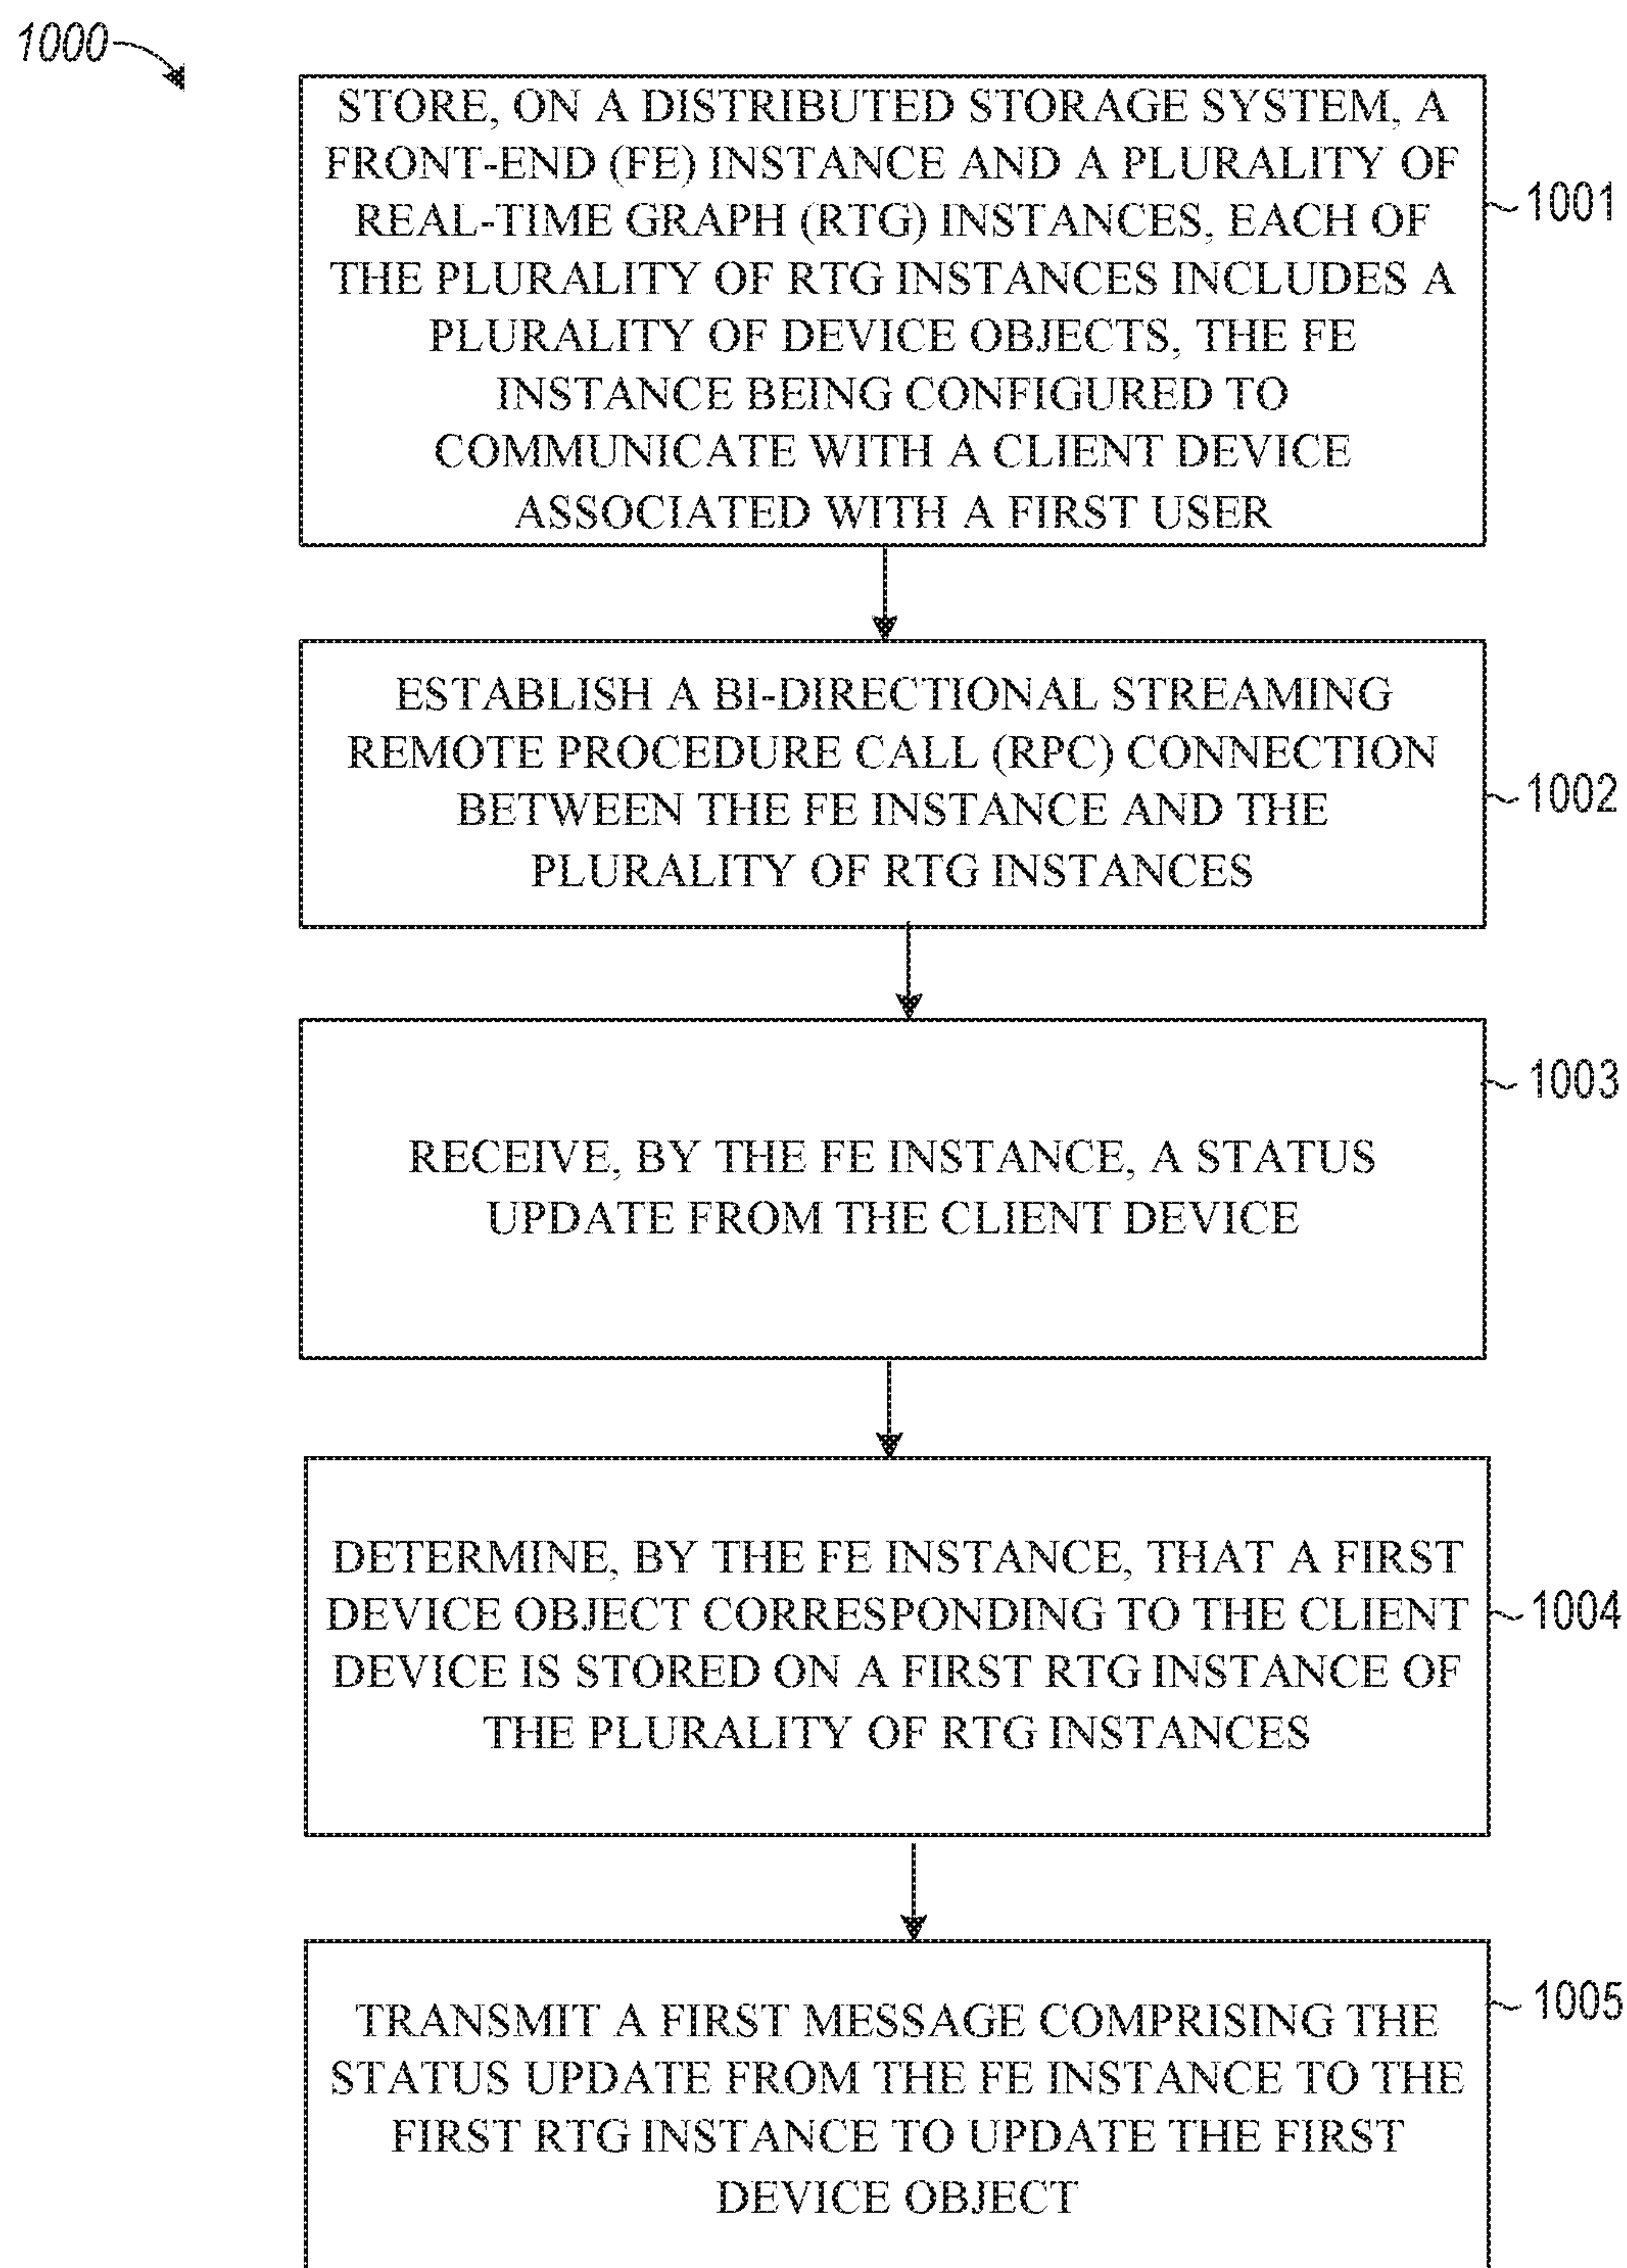 1000
STORE, ON A DISTRIBUTED STORAGE SYSTEM, A
FRONT-END (FE) INSTANCE AND A PLURALITY OF
REAL-TIME GRAPH (RTG) INSTANCES, EACH OF
THE PLURALITY OF RTG INSTANCES INCLUDES A
PLURALITY OF DEVICE OBJECTS, THE FE
INSTANCE BEING CONFIGURED TO
COMMUNICATE WITH A CLIENT DEVICE
ASSOCIATED WITH A FIRST USER
1001
ESTABLISH A BI-DIRECTIONAL STREAMING
REMOTE PROCEDURE CALL (RPC) CONNECTION
BETWEEN THE FE INSTANCE AND THE
PLURALITY OF RTG INSTANCES
1002
RECEIVE, BY THE FE INSTANCE, A STATUS
UPDATE FROM THE CLIENT DEVICE
1003
DETERMINE, BY THE FE INSTANCE, THAT A FIRST
DEVICE OBJECT CORRESPONDING TO THE CLIENT
DEVICE IS STORED ON A FIRST RTG INSTANCE OF
THE PLURALITY OF RTG INSTANCES
1004
TRANSMIT A FIRST MESSAGE COMPRISING THE
STATUS UPDATE FROM THE FE INSTANCE TO THE
FIRST RTG INSTANCE TO UPDATE THE FIRST
DEVICE OBJECT
1005